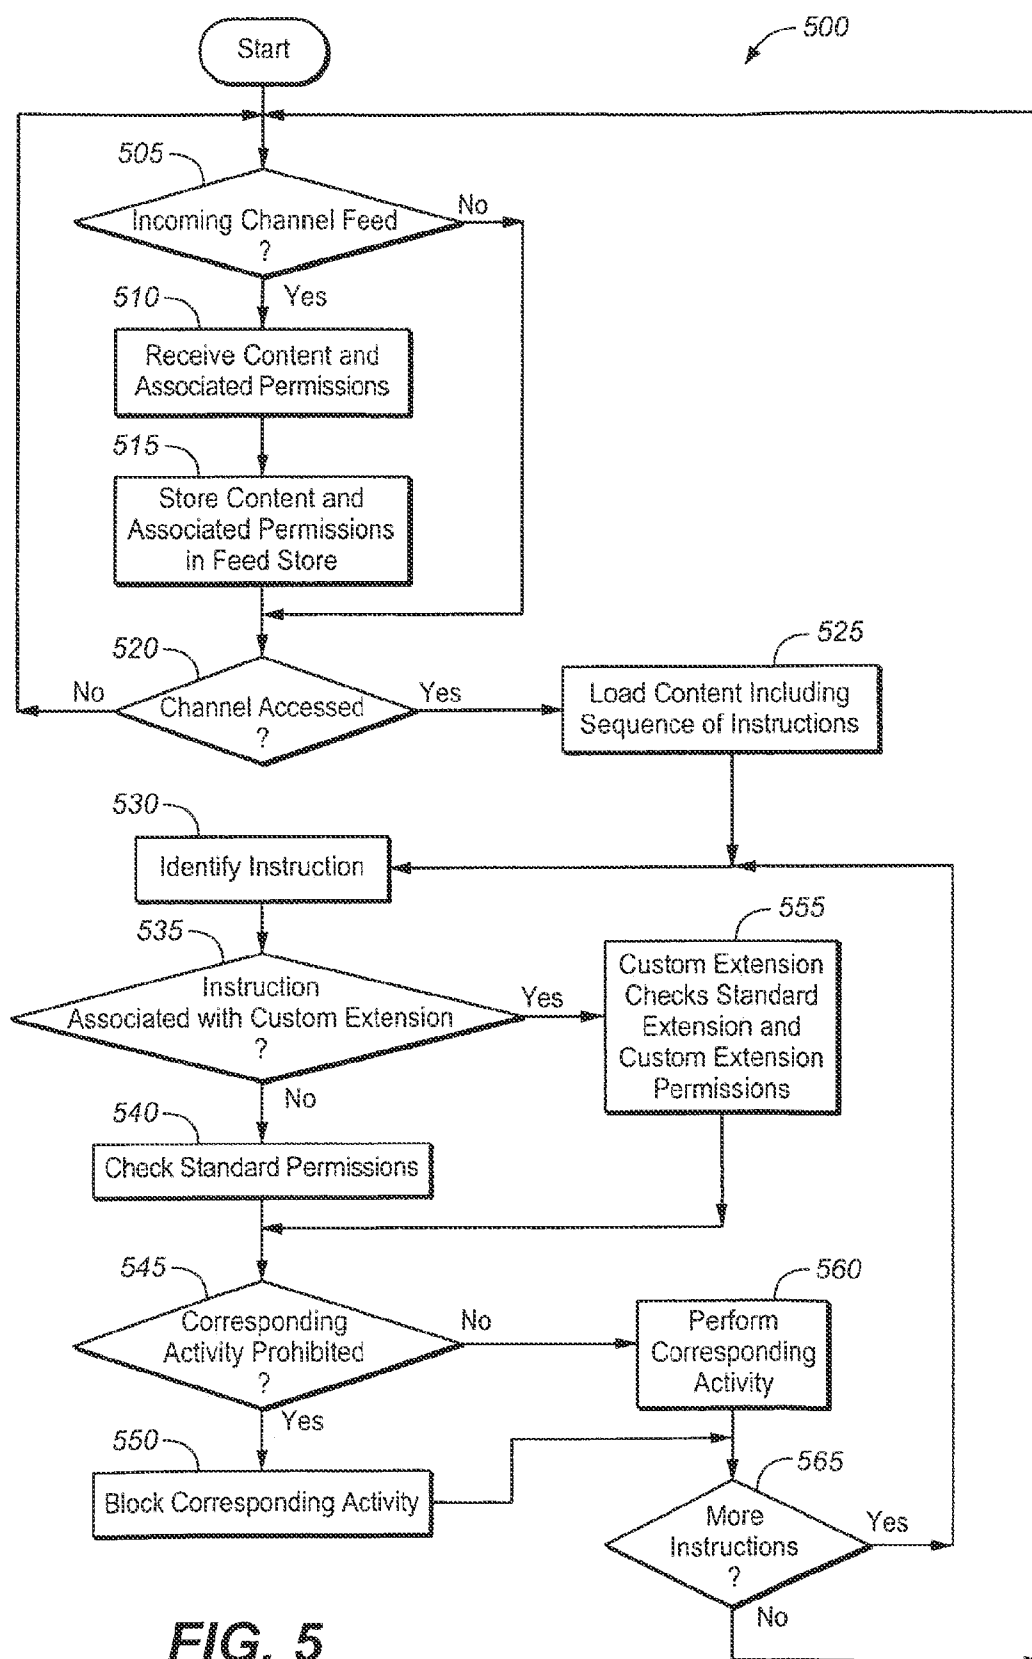 Start
500
505
Incoming Channel Feed
?
No
Yes
510
Receive Content and
Associated Permissions
515
Store Content and
Associated Permissions
in Feed Store
520
No
Channel Accessed
?
Yes
525
Load Content Including
Sequence of Instructions
530
Identify Instruction
535
Instruction
Associated with Custom Extension
?
Yes
No
555
Custom Extension
Checks Standard
Extension and
Custom Extension
Permissions
540
Check Standard Permissions
545
Corresponding
Activity Prohibited
?
No
Yes
560
Perform
Corresponding
Activity
550
Block Corresponding Activity
565
More
Instructions
?
Yes
No
FIG. 5